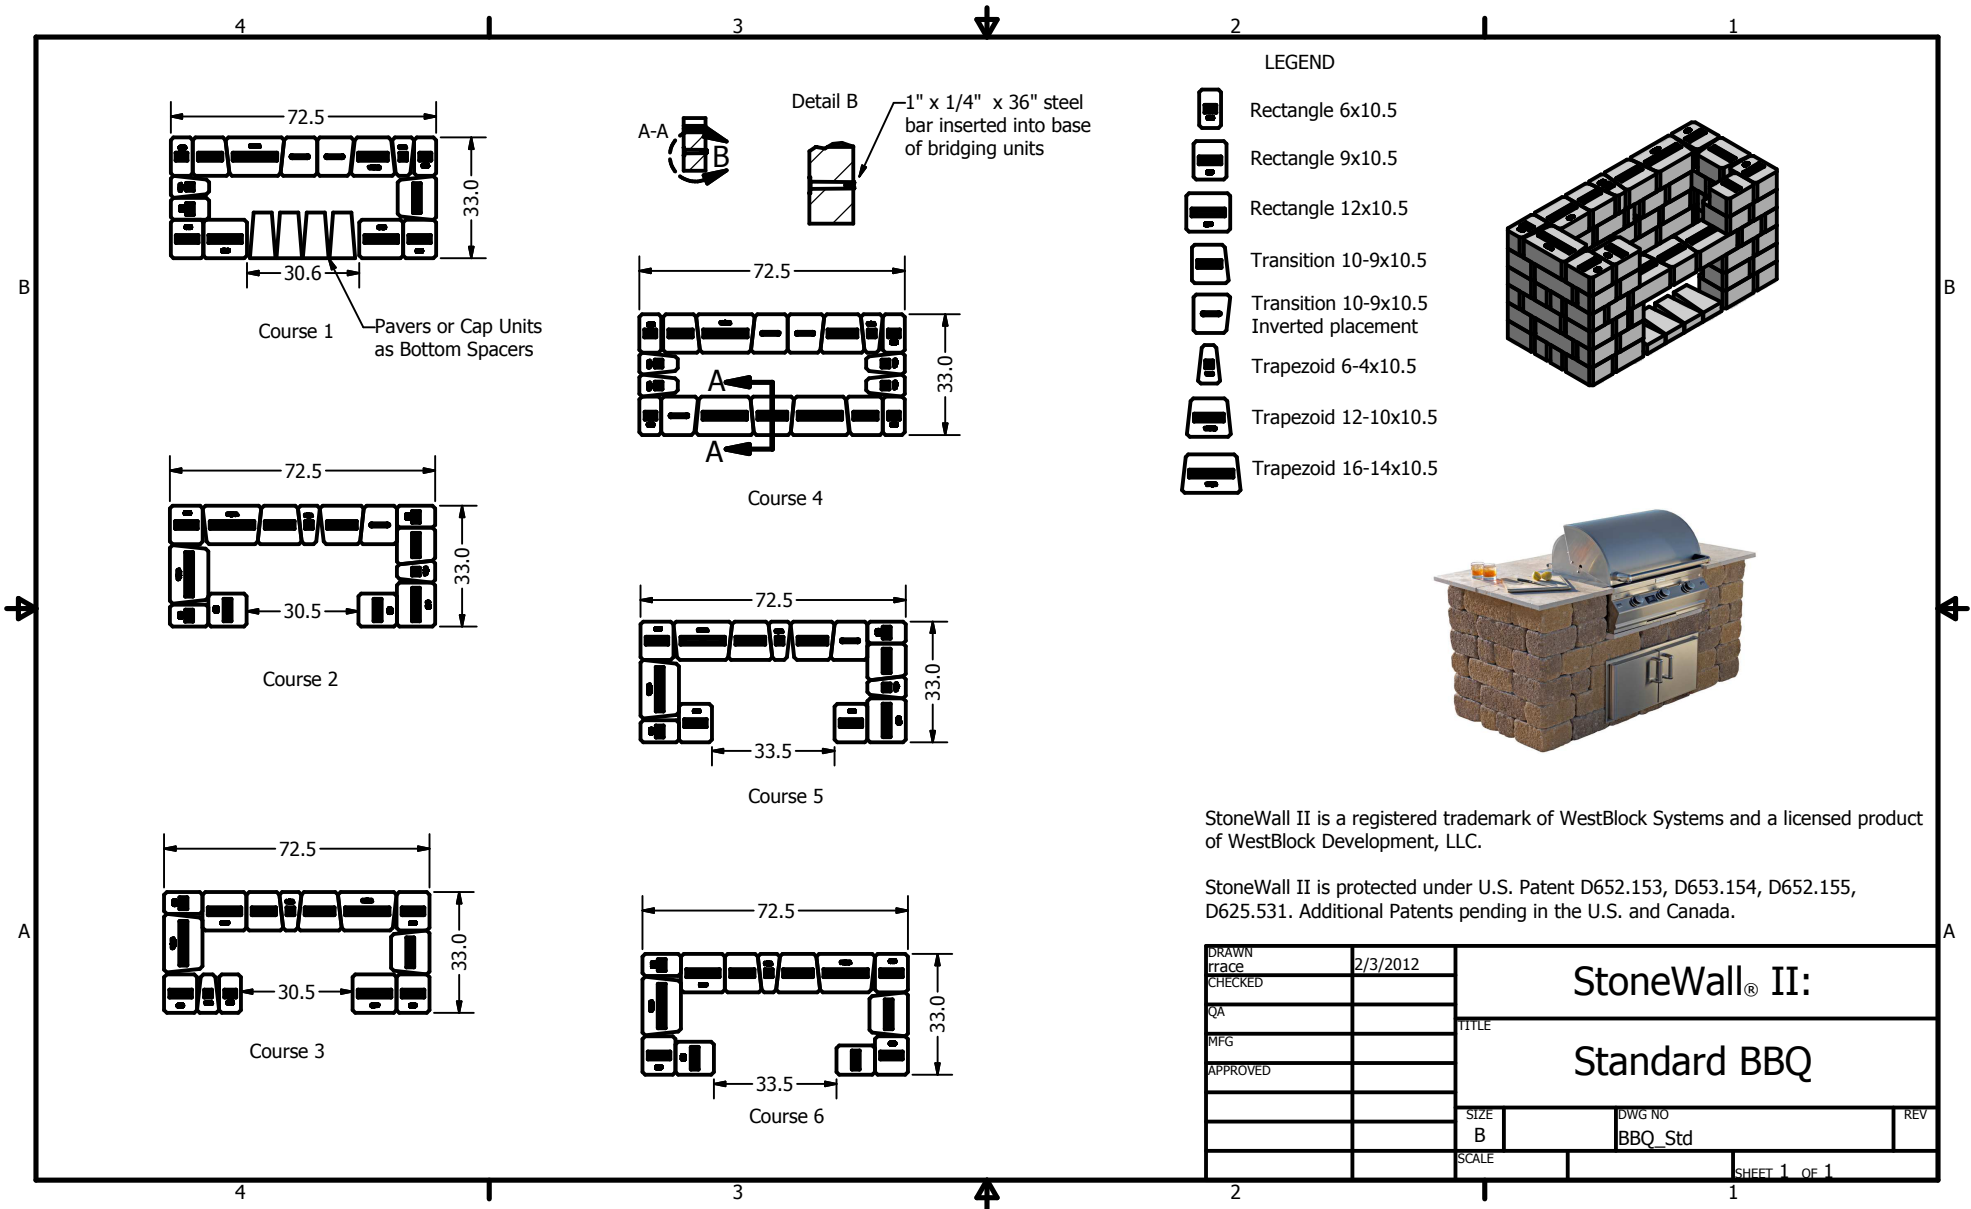 4
3
2
1
72.5
33.0
30.6
Course 1
Pavers or Cap Units
as Bottom Spacers
A-A
B
Detail B
1" x 1/4" x 36" steel
bar inserted into base
of bridging units
72.5
33.0
A
A
Course 4
72.5
33.0
30.5
Course 2
72.5
33.0
33.5
Course 5
72.5
33.0
30.5
Course 3
72.5
33.0
33.5
Course 6
LEGEND
Rectangle 6x10.5
Rectangle 9x10.5
Rectangle 12x10.5
Transition 10-9x10.5
Transition 10-9x10.5
Inverted placement
Trapezoid 6-4x10.5
Trapezoid 12-10x10.5
Trapezoid 16-14x10.5
B
B
A
A
StoneWall II is a registered trademark of WestBlock Systems and a licensed product
of WestBlock Development, LLC.
StoneWall II is protected under U.S. Patent D652.153, D653.154, D652.155,
D625.531. Additional Patents pending in the U.S. and Canada.
DRAWN
rrace
2/3/2012
CHECKED
QA
MFG
APPROVED
StoneWall® II:
TITLE
Standard BBQ
SIZE
B
DWG NO
BBQ_Std
REV
SCALE
SHEET 1 OF 1
4
3
2
1